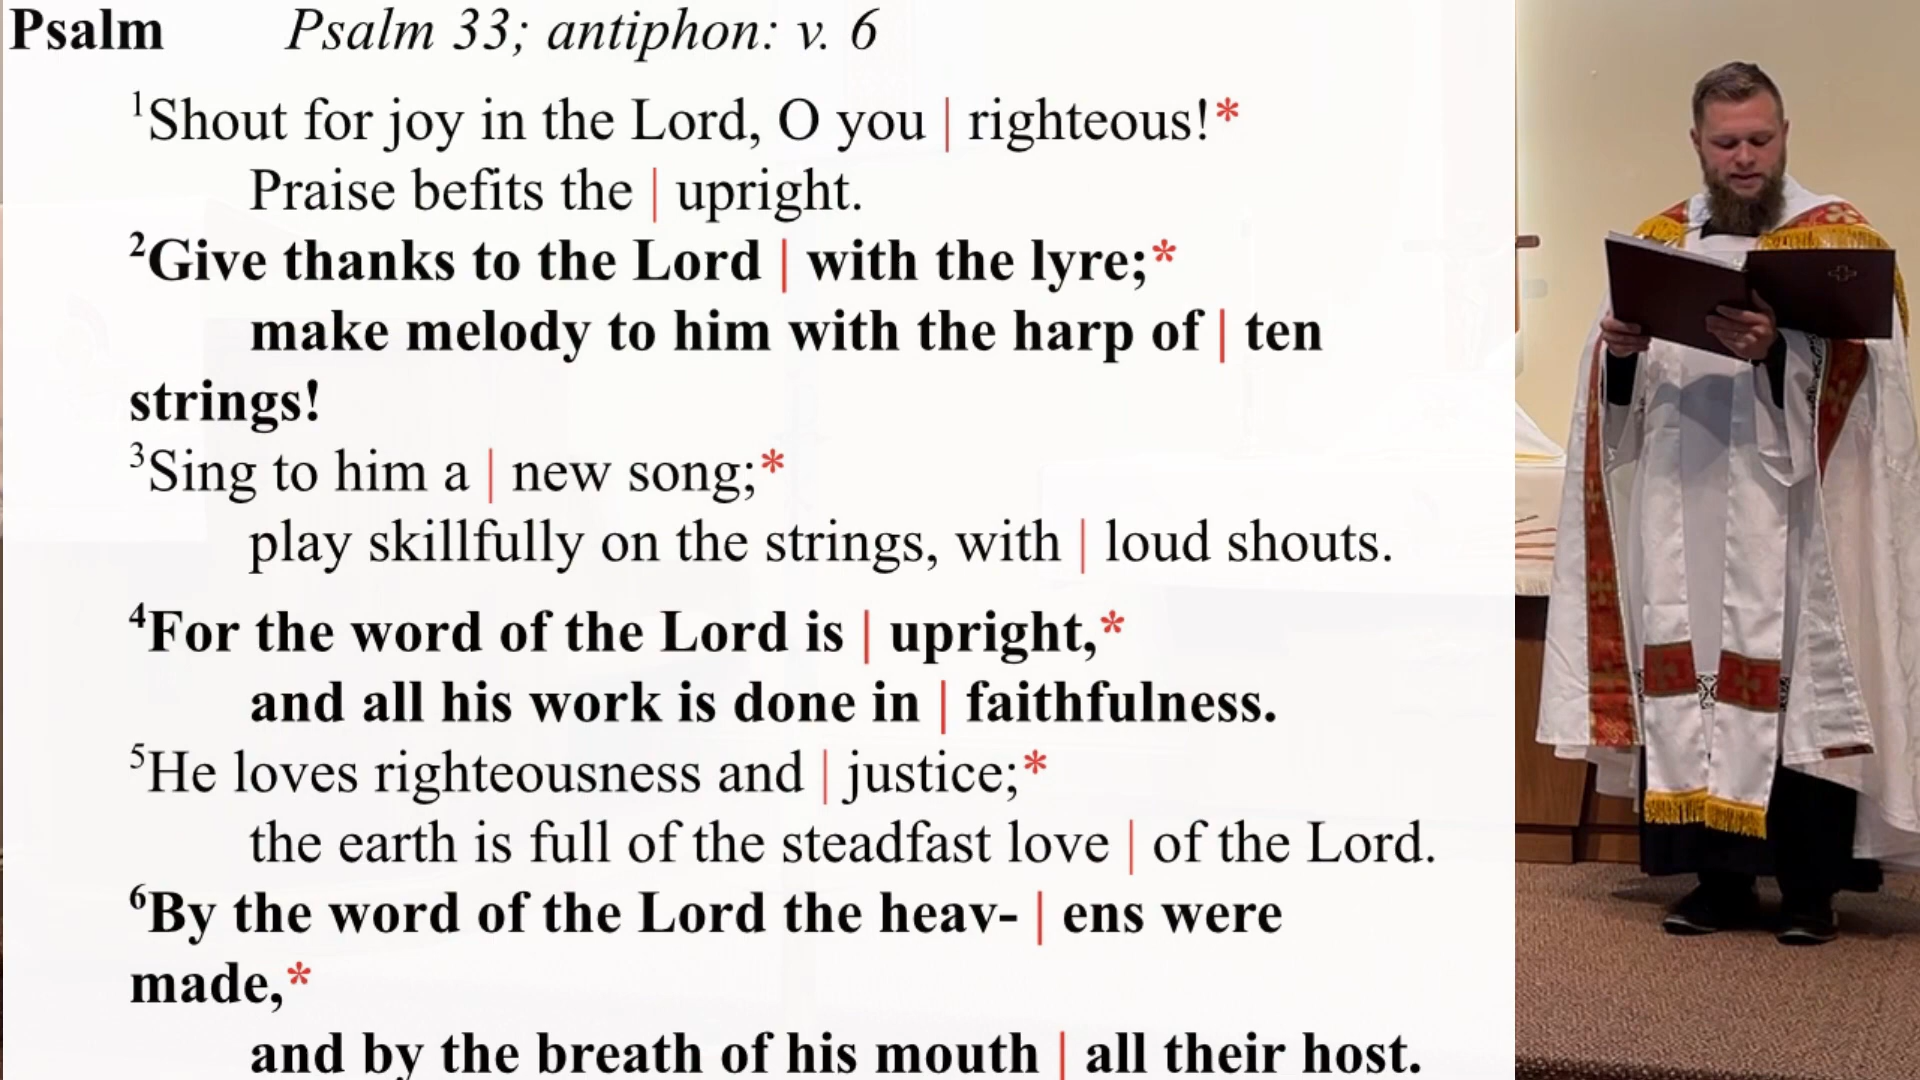 Psalm Psalm 33; antiphon: v. 6
1Shout for joy in the Lord, O you | righteous!*
Praise befits the | upright.
2Give thanks to the Lord | with the lyre;*
make melody to him with the harp of | ten
strings!
3Sing to him a | new song;*
play skillfully on the strings, with | loud shouts.
4For the word of the Lord is | upright,*
and all his work is done in | faithfulness.
5He loves righteousness and | justice;*
the earth is full of the steadfast love | of the Lord.
6By the word of the Lord the heav- | ens were
made,*
and by the breath of his mouth | all their host.